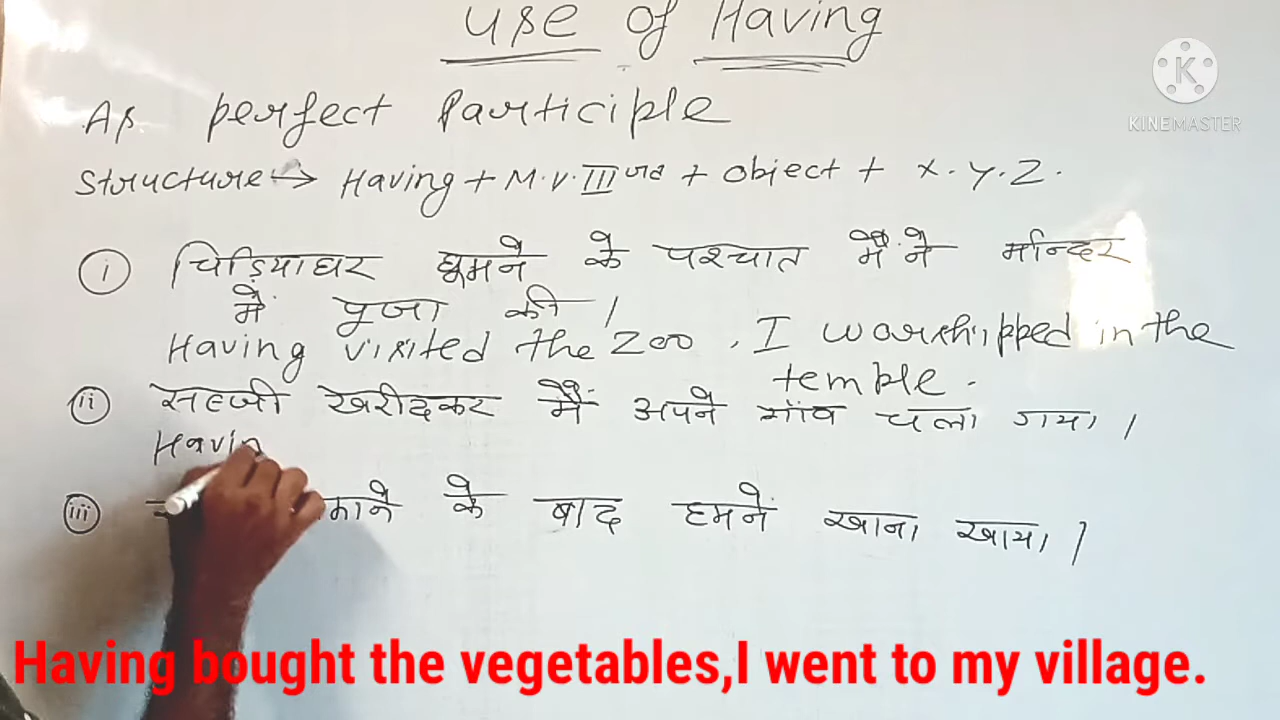 Use of Having
K
KINEMASTER
As perfect Participle
Structure → Having + M.V. III rd + Object + X.Y.Z.
(i) चिड़ियाघर घूमने के पश्चात मैंने मन्दिर
में पूजा की।
Having visited the Zoo, I worshipped in the
temple.
(ii) सब्जी खरीदकर मैं अपने गाँव चला गया।
Havin
(iii) के बाद हमने खाना खाया।
Having bought the vegetables,I went to my village.